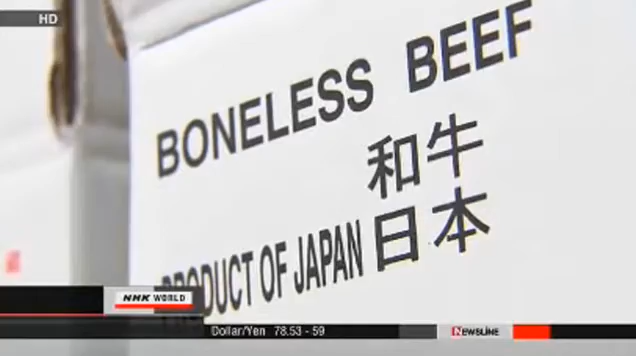 HD
BONELESS BEEF
和牛
PRODUCT OF JAPAN 日本
NHK WORLD
Dollar/Yen 78.53 - 59 NEWSLINE